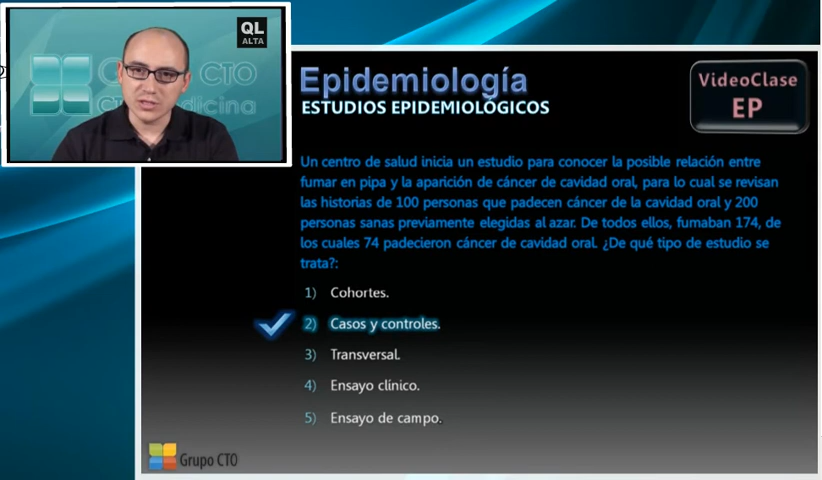 QL
ALTA
CTO
Medicina
Epidemiología
ESTUDIOS EPIDEMIOLÓGICOS
VideoClase
EP
Un centro de salud inicia un estudio para conocer la posible relación entre
fumar en pipa y la aparición de cáncer de cavidad oral, para lo cual se revisan
las historias de 100 personas que padecen cáncer de la cavidad oral y 200
personas sanas previamente elegidas al azar. De todos ellos, fumaban 174, de
los cuales 74 padecieron cáncer de cavidad oral. ¿De qué tipo de estudio se
trata?:
1) Cohortes.
2) Casos y controles.
3) Transversal.
4) Ensayo clínico.
5) Ensayo de campo.
Grupo CTO